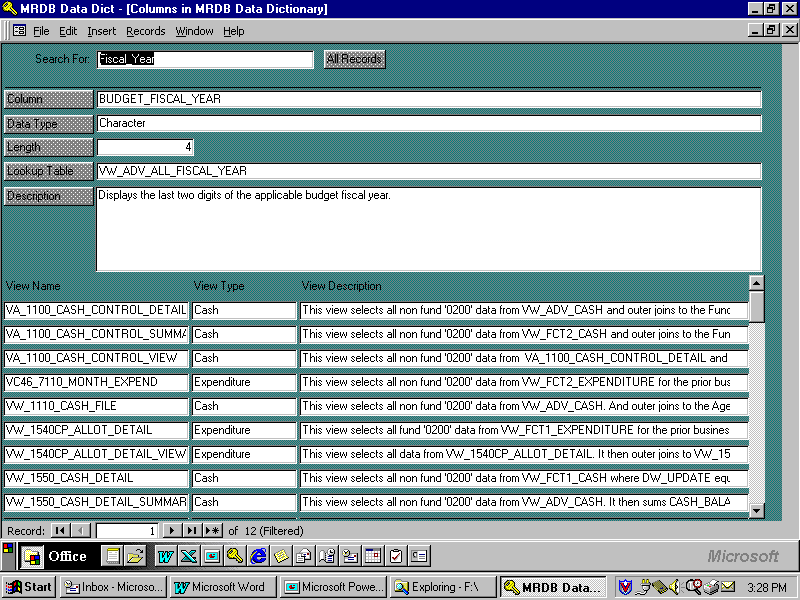 MRDB Data Dict - [Columns in MRDB Data Dictionary]
File Edit Insert Records Window Help
Search For: Fiscal_Year All Records
Column BUDGET_FISCAL_YEAR
Data Type Character
Length 4
Lookup Table VW_ADV_ALL_FISCAL_YEAR
Description Displays the last two digits of the applicable budget fiscal year.
View Name View Type View Description
VA_1100_CASH_CONTROL_DETAIL Cash This view selects all non fund '0200' data from VW_ADV_CASH and outer joins to the Func
VA_1100_CASH_CONTROL_SUMMA Cash This view selects all non fund '0200' data from VW_FCT2_CASH and outer joins to the Fun
VA_1100_CASH_CONTROL_VIEW Cash This view selects all non fund '0200' data from VA_1100_CASH_CONTROL_DETAIL and
VC46_7110_MONTH_EXPEND Expenditure This view selects all non fund '0200' data from VW_FCT2_EXPENDITURE for the prior bus
VW_1110_CASH_FILE Cash This view selects all non fund '0200' data from VW_ADV_CASH. And outer joins to the Age
VW_1540CP_ALLOT_DETAIL Expenditure This view selects all fund '0200' data from VW_FCT1_EXPENDITURE for the prior busines
VW_1540CP_ALLOT_DETAIL_VIEW Expenditure This view selects all data from VW_1540CP_ALLOT_DETAIL. It then outer joins to VW_15
VW_1550_CASH_DETAIL Cash This view selects all non fund '0200' data from VW_FCT1_CASH where DW_UPDATE equ
VW_1550_CASH_DETAIL_SUMMAR Cash This view selects all non fund '0200' data from VW_ADV_CASH. It then sums CASH_BALA
Record: 1 of 12 (Filtered)
Office Microsoft
Start Inbox - Microso... Microsoft Word Microsoft Powe... Exploring - F:\ MRDB Data... 3:28 PM